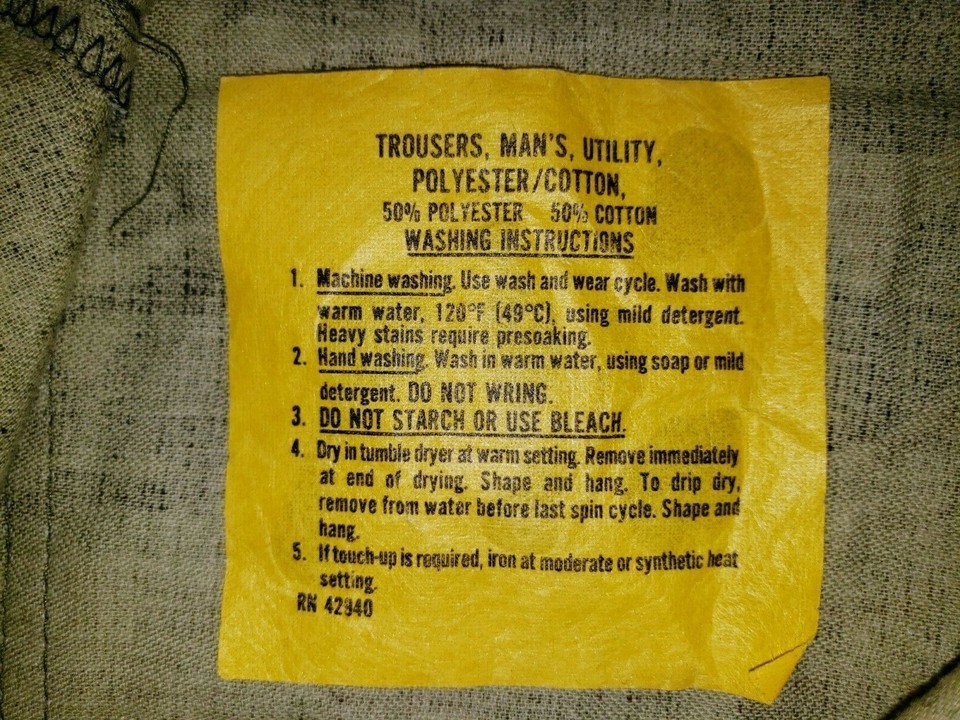 TROUSERS, MAN'S, UTILITY,
POLYESTER/COTTON,
50% POLYESTER 50% COTTON
WASHING INSTRUCTIONS
1. Machine washing. Use wash and wear cycle. Wash with
warm water, 120°F (49°C), using mild detergent.
Heavy stains require presoaking.
2. Hand washing. Wash in warm water, using soap or mild
detergent. DO NOT WRING.
3. DO NOT STARCH OR USE BLEACH.
4. Dry in tumble dryer at warm setting. Remove immediately
at end of drying. Shape and hang. To drip dry,
remove from water before last spin cycle. Shape and
hang.
5. If touch-up is required, iron at moderate or synthetic heat
setting.
RN 42940